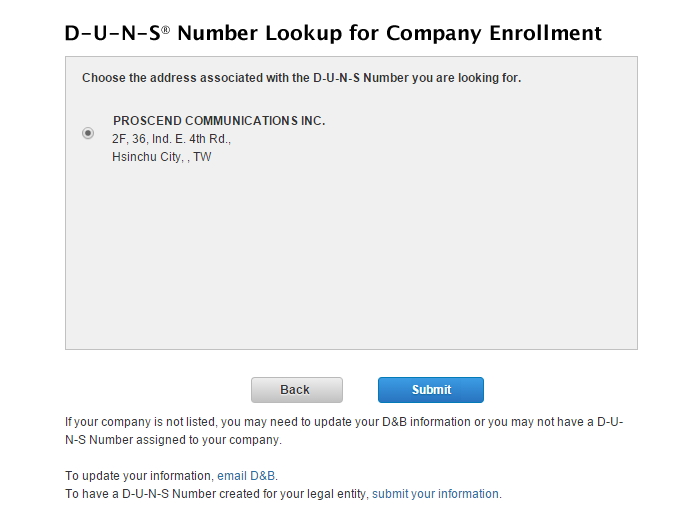 D-U-N-S® Number Lookup for Company Enrollment
Choose the address associated with the D-U-N-S Number you are looking for.
PROSCEND COMMUNICATIONS INC.
2F, 36, Ind. E. 4th Rd.,
Hsinchu City, , TW
Back
Submit
If your company is not listed, you may need to update your D&B information or you may not have a D-U-
N-S Number assigned to your company.
To update your information, email D&B.
To have a D-U-N-S Number created for your legal entity, submit your information.